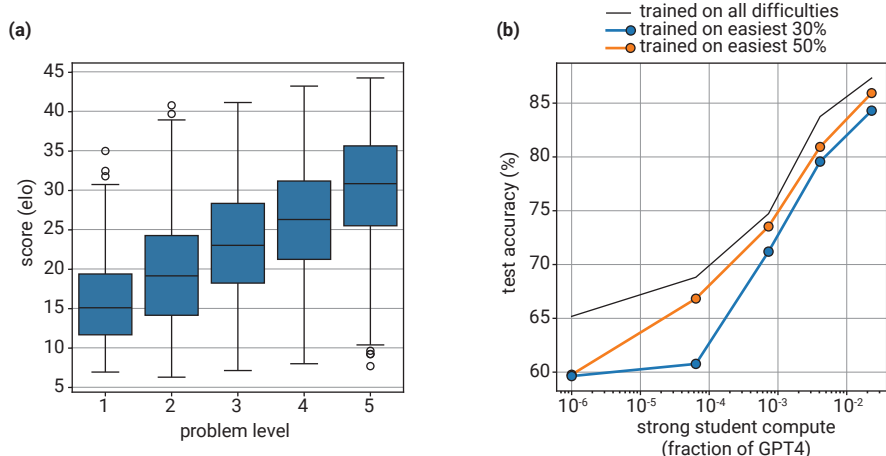 (a)
45
40
35
30
25
20
15
10
5
score (elo)
1 2 3 4 5
problem level
(b)
trained on all difficulties
trained on easiest 30%
trained on easiest 50%
85
80
75
70
65
60
test accuracy (%)
10⁻⁶ 10⁻⁵ 10⁻⁴ 10⁻³ 10⁻²
strong student compute
(fraction of GPT4)